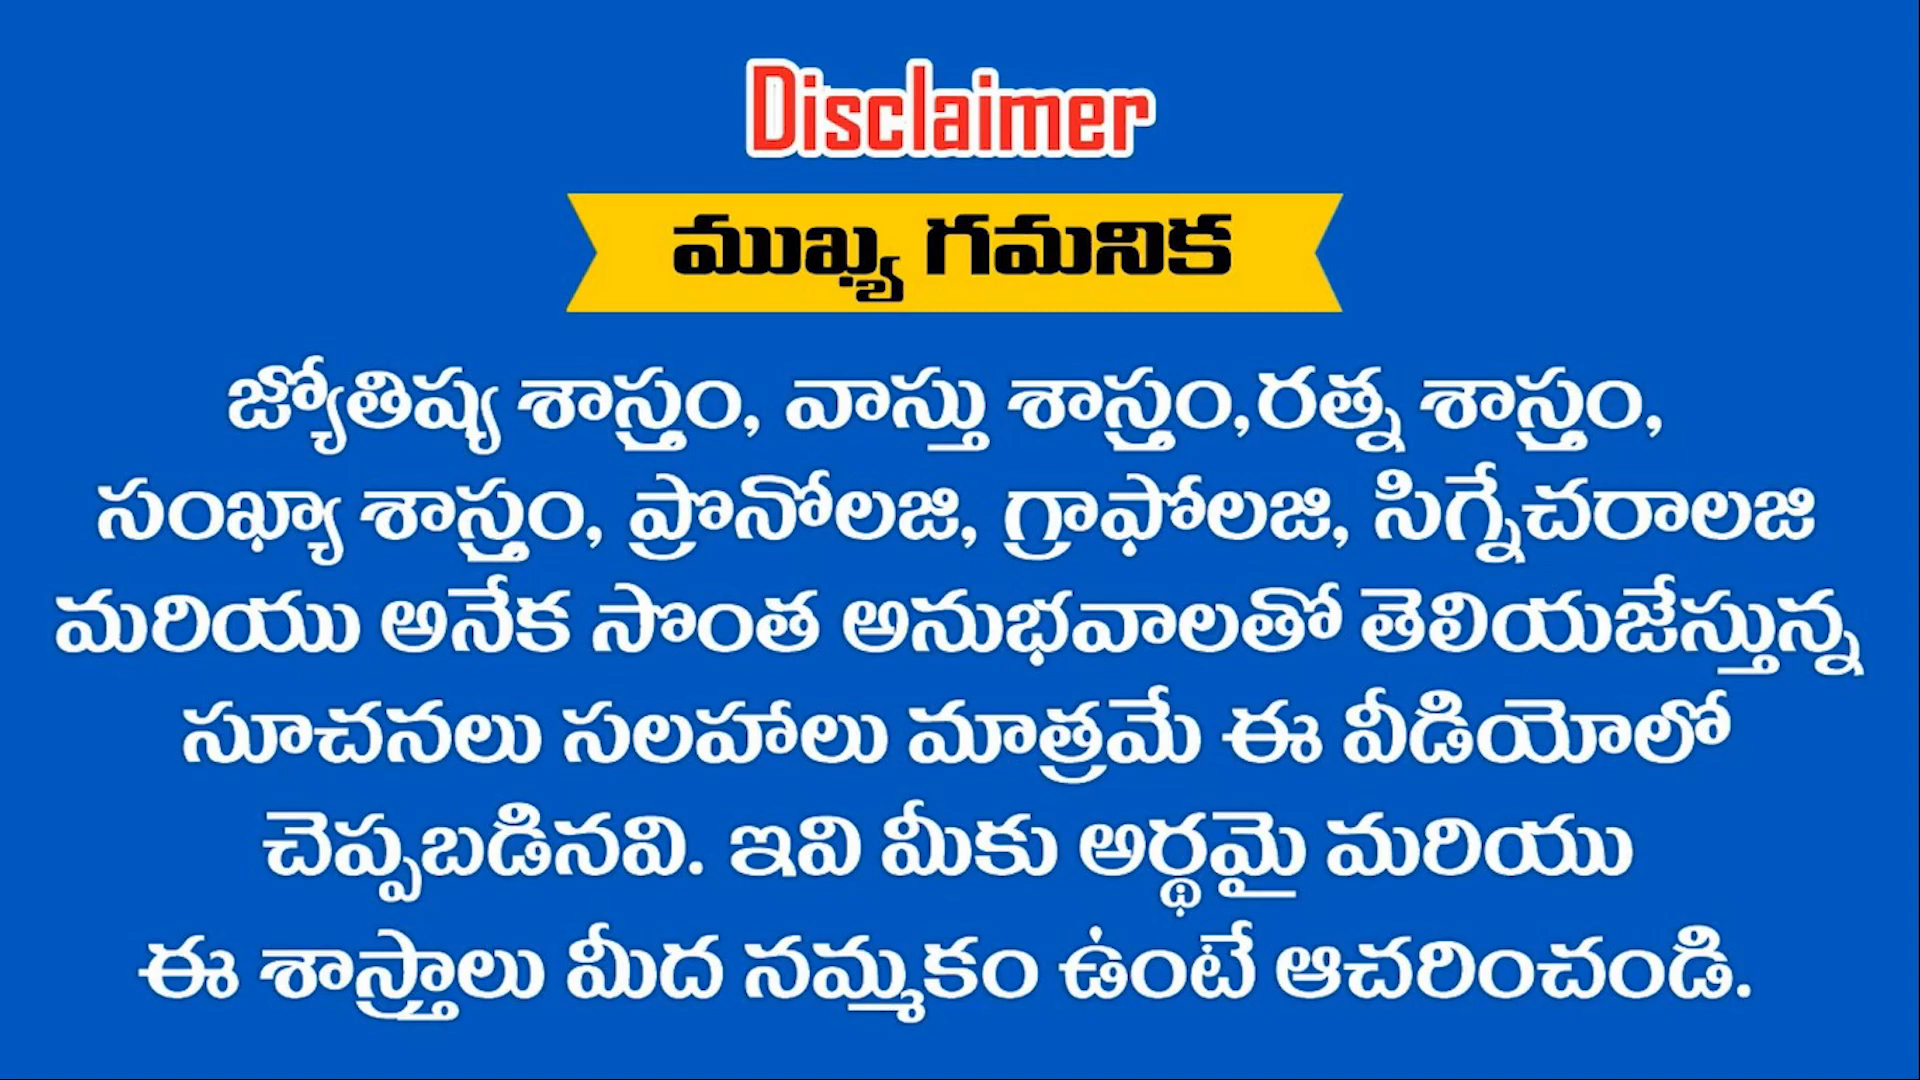 Disclaimer
ముఖ్య గమనిక
జ్యోతిష్య శాస్త్రం, వాస్తు శాస్త్రం,రత్న శాస్త్రం,
సంఖ్యా శాస్త్రం, ప్రొనోలజి, గ్రాఫోలజి, సిగ్నేచరాలజి
మరియు అనేక సొంత అనుభవాలతో తెలియజేస్తున్న
సూచనలు సలహాలు మాత్రమే ఈ వీడియోలో
చెప్పబడినవి. ఇవి మీకు అర్థమై మరియు
ఈ శాస్త్రాలు మీద నమ్మకం ఉంటే ఆచరించండి.